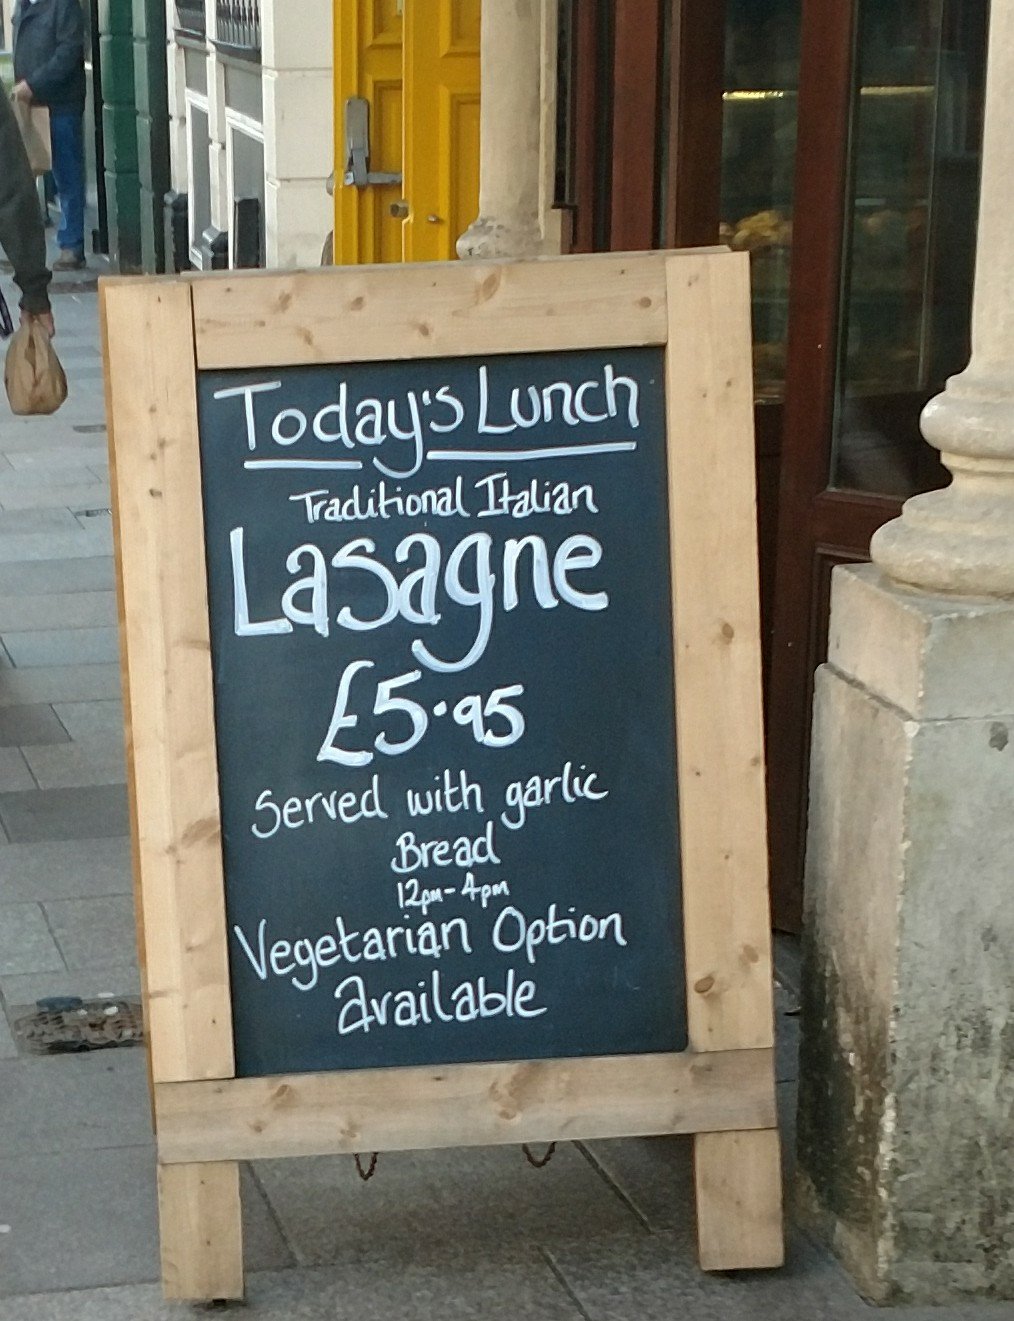 Today's Lunch
Traditional Italian
Lasagne
£5.95
Served with garlic
Bread
12pm-4pm
Vegetarian Option
Available